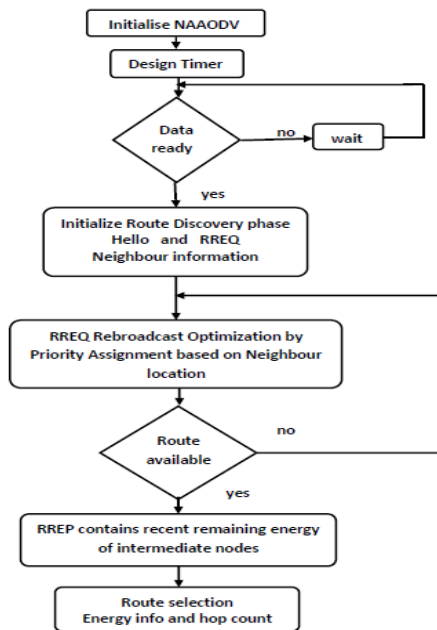 Initialise NAAODV
Design Timer
Data
ready
no
wait
yes
Initialize Route Discovery phase
Hello and RREQ
Neighbour information
RREQ Rebroadcast Optimization by
Priority Assignment based on Neighbour
location
Route
available
no
yes
RREP contains recent remaining energy
of intermediate nodes
Route selection
Energy info and hop count